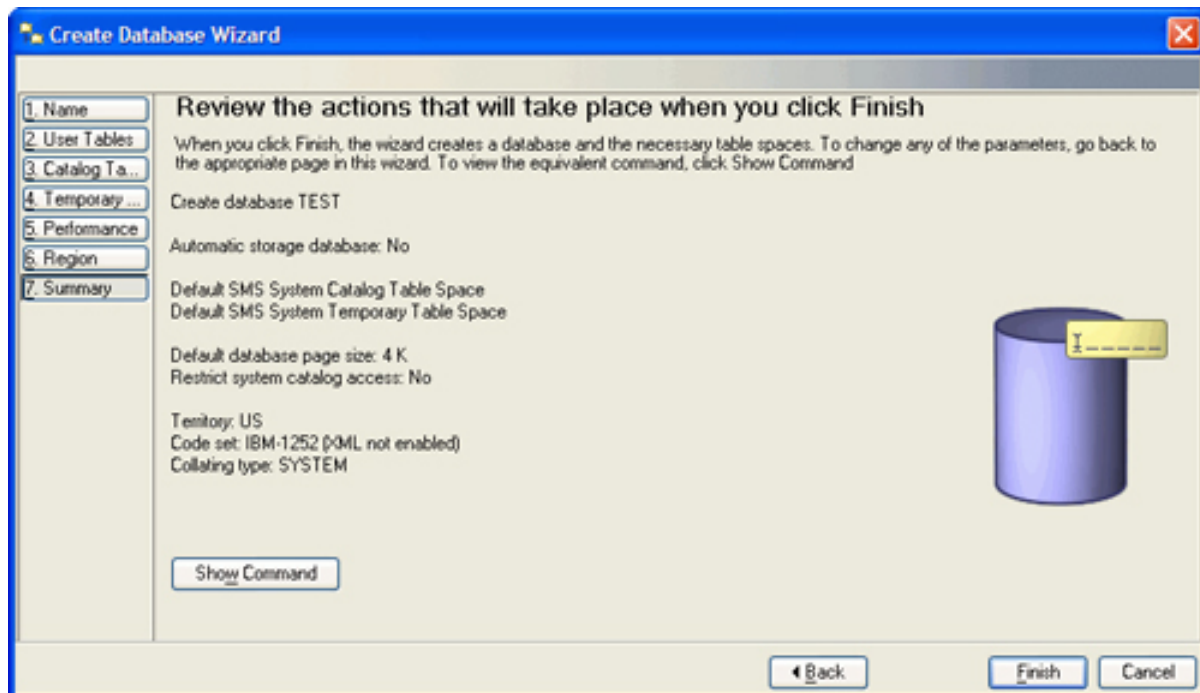 Create Database Wizard
1. Name
2. User Tables
3. Catalog Ta...
4. Temporary ...
5. Performance
6. Region
7. Summary
Review the actions that will take place when you click Finish
When you click Finish, the wizard creates a database and the necessary table spaces. To change any of the parameters, go back to
the appropriate page in this wizard. To view the equivalent command, click Show Command
Create database TEST
Automatic storage database: No
Default SMS System Catalog Table Space
Default SMS System Temporary Table Space
Default database page size: 4 K
Restrict system catalog access: No
Territory: US
Code set: IBM-1252 (XML not enabled)
Collating type: SYSTEM
Show Command
Back
Finish
Cancel